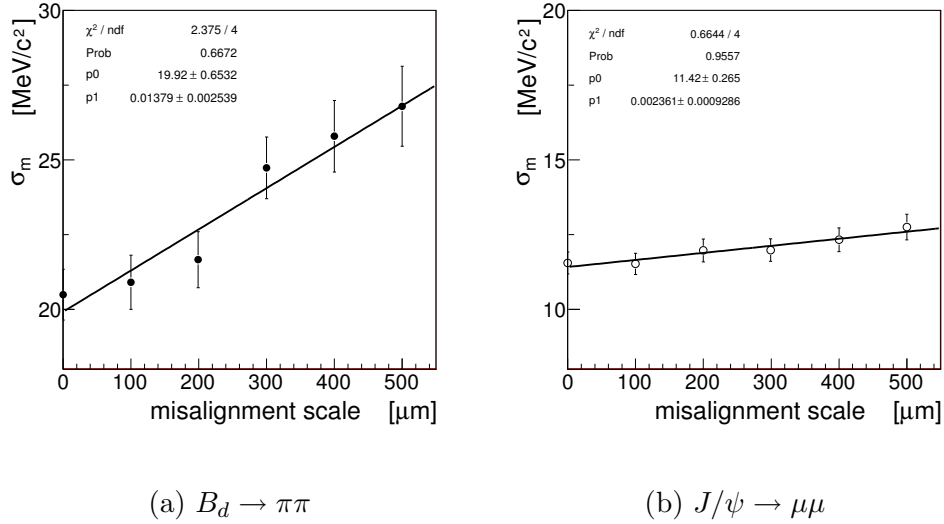 30
25
20
σm [MeV/c²]
χ² / ndf 2.375 / 4
Prob 0.6672
p0 19.92 ± 0.6532
p1 0.01379 ± 0.002539
0 100 200 300 400 500
misalignment scale [μm]
(a) Bd → ππ
20
15
10
σm [MeV/c²]
χ² / ndf 0.6644 / 4
Prob 0.9557
p0 11.42 ± 0.265
p1 0.002361 ± 0.0009286
0 100 200 300 400 500
misalignment scale [μm]
(b) J/ψ → μμ